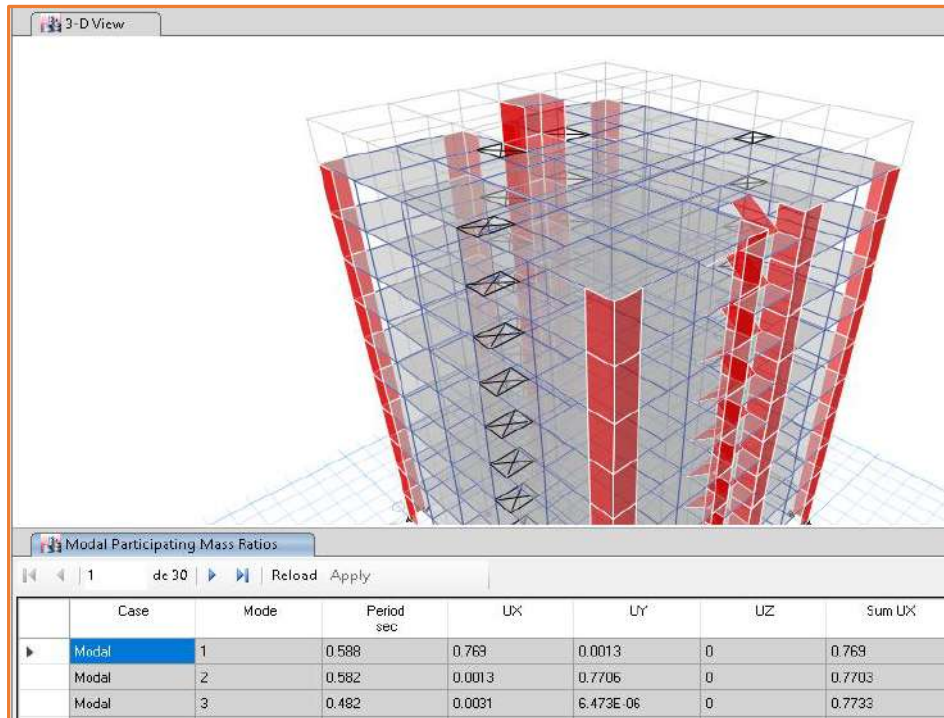 3-D View
Modal Participating Mass Ratios
1 de 30 Reload Apply
Case Mode Period sec UX UY UZ Sum UX
Modal 1 0.588 0.769 0.0013 0 0.769
Modal 2 0.582 0.0013 0.7706 0 0.7703
Modal 3 0.482 0.0031 6.473E-06 0 0.7733